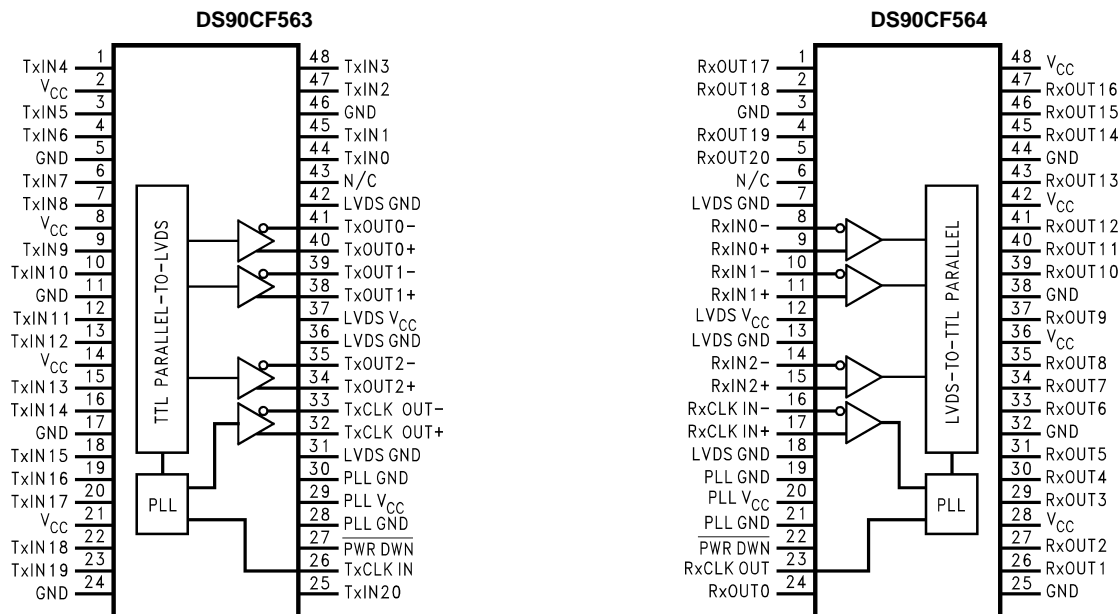 DS90CF563
TxIN4 1
VCC 2
TxIN5 3
TxIN6 4
GND 5
TxIN7 6
TxIN8 7
VCC 8
TxIN9 9
TxIN10 10
GND 11
TxIN11 12
TxIN12 13
VCC 14
TxIN13 15
TxIN14 16
GND 17
TxIN15 18
TxIN16 19
TxIN17 20
VCC 21
TxIN18 22
TxIN19 23
GND 24
TTL PARALLEL-TO-LVDS
PLL
48 TxIN3
47 TxIN2
46 GND
45 TxIN1
44 TxIN0
43 N/C
42 LVDS GND
41 TxOUT0-
40 TxOUT0+
39 TxOUT1-
38 TxOUT1+
37 LVDS VCC
36 LVDS GND
35 TxOUT2-
34 TxOUT2+
33 TxCLK OUT-
32 TxCLK OUT+
31 LVDS GND
30 PLL GND
29 PLL VCC
28 PLL GND
27 PWR DWN
26 TxCLK IN
25 TxIN20
DS90CF564
RxOUT17 1
RxOUT18 2
GND 3
RxOUT19 4
RxOUT20 5
N/C 6
LVDS GND 7
RxIN0- 8
RxIN0+ 9
RxIN1- 10
RxIN1+ 11
LVDS VCC 12
LVDS GND 13
RxIN2- 14
RxIN2+ 15
RxCLK IN- 16
RxCLK IN+ 17
LVDS GND 18
PLL GND 19
PLL VCC 20
PLL GND 21
PWR DWN 22
RxCLK OUT 23
RxOUT0 24
LVDS-TO-TTL PARALLEL
PLL
48 VCC
47 RxOUT16
46 RxOUT15
45 RxOUT14
44 GND
43 RxOUT13
42 VCC
41 RxOUT12
40 RxOUT11
39 RxOUT10
38 GND
37 RxOUT9
36 VCC
35 RxOUT8
34 RxOUT7
33 RxOUT6
32 GND
31 RxOUT5
30 RxOUT4
29 RxOUT3
28 VCC
27 RxOUT2
26 RxOUT1
25 GND